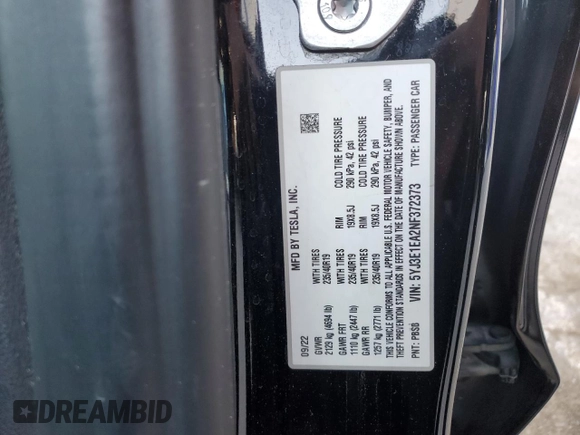 MFD BY TESLA, INC.
09/22
GVWR WITH TIRES RIM COLD TIRE PRESSURE
2129 kg (4694 lb) 235/40R19 19X8.5J 290 kPa, 42 psi
GAWR FRT WITH TIRES RIM COLD TIRE PRESSURE
1110 kg (2447 lb) 235/40R19 19X8.5J 290 kPa, 42 psi
GAWR RR WITH TIRES
1257 kg (2771 lb) 235/40R19
THIS VEHICLE CONFORMS TO ALL APPLICABLE U.S. FEDERAL MOTOR VEHICLE SAFETY, BUMPER, AND
THEFT PREVENTION STANDARDS IN EFFECT ON THE DATE OF MANUFACTURE SHOWN ABOVE.
VIN: 5YJ3E1EA2NF372373
PNT: PBSB TYPE: PASSENGER CAR
DREAMBID